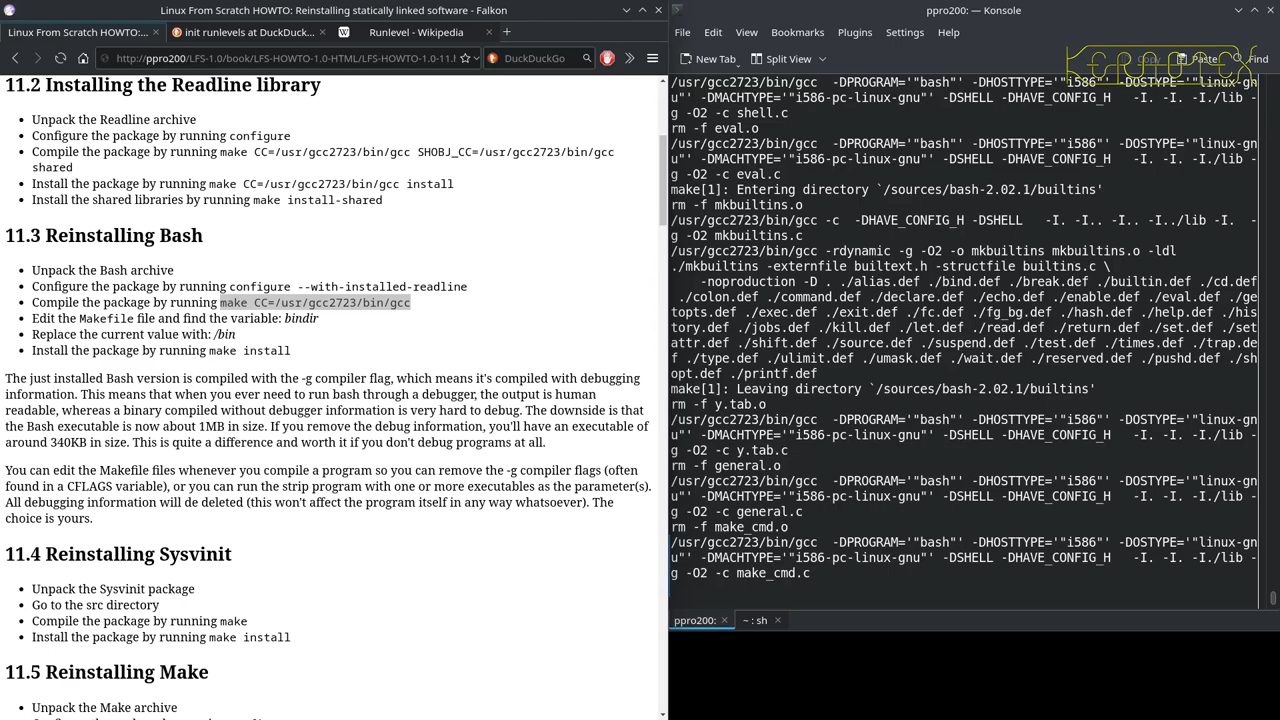 Linux From Scratch HOWTO: Reinstalling statically linked software - Falkon
Linux From Scratch HOWTO:...
init runlevels at DuckDuck...
Runlevel - Wikipedia
http://ppro200/LFS-1.0/book/LFS-HOWTO-1.0-HTML/LFS-HOWTO-1.0-11.
DuckDuckGo
11.2 Installing the Readline library
Unpack the Readline archive
Configure the package by running configure
Compile the package by running make CC=/usr/gcc2723/bin/gcc SHOBJ_CC=/usr/gcc2723/bin/gcc
shared
Install the package by running make CC=/usr/gcc2723/bin/gcc install
Install the shared libraries by running make install-shared
11.3 Reinstalling Bash
Unpack the Bash archive
Configure the package by running configure --with-installed-readline
Compile the package by running make CC=/usr/gcc2723/bin/gcc
Edit the Makefile file and find the variable: bindir
Replace the current value with: /bin
Install the package by running make install
The just installed Bash version is compiled with the -g compiler flag, which means it's compiled with debugging
information. This means that when you ever need to run bash through a debugger, the output is human
readable, whereas a binary compiled without debugger information is very hard to debug. The downside is that
the Bash executable is now about 1MB in size. If you remove the debug information, you'll have an executable of
around 340KB in size. This is quite a difference and worth it if you don't debug programs at all.
You can edit the Makefile files whenever you compile a program so you can remove the -g compiler flags (often
found in a CFLAGS variable), or you can run the strip program with one or more executables as the parameter(s).
All debugging information will de deleted (this won't affect the program itself in any way whatsoever). The
choice is yours.
11.4 Reinstalling Sysvinit
Unpack the Sysvinit package
Go to the src directory
Compile the package by running make
Install the package by running make install
11.5 Reinstalling Make
Unpack the Make archive
ppro200: — Konsole
File Edit View Bookmarks Plugins Settings Help
New Tab Split View Copy Paste Find
/usr/gcc2723/bin/gcc  -DPROGRAM='"bash"' -DHOSTTYPE='"i586"' -DOSTYPE='"linux-gn
u"' -DMACHTYPE='"i586-pc-linux-gnu"' -DSHELL -DHAVE_CONFIG_H   -I. -I. -I./lib -
g -O2 -c shell.c
rm -f eval.o
/usr/gcc2723/bin/gcc  -DPROGRAM='"bash"' -DHOSTTYPE='"i586"' -DOSTYPE='"linux-gn
u"' -DMACHTYPE='"i586-pc-linux-gnu"' -DSHELL -DHAVE_CONFIG_H   -I. -I. -I./lib -
g -O2 -c eval.c
make[1]: Entering directory `/sources/bash-2.02.1/builtins'
rm -f mkbuiltins.o
/usr/gcc2723/bin/gcc -c  -DHAVE_CONFIG_H -DSHELL   -I. -I.. -I.. -I../lib -I.  -
g -O2 mkbuiltins.c
/usr/gcc2723/bin/gcc -rdynamic -g -O2 -o mkbuiltins mkbuiltins.o -ldl
./mkbuiltins -externfile builtext.h -structfile builtins.c \
-noproduction -D . ./alias.def ./bind.def ./break.def ./builtin.def ./cd.def
./colon.def ./command.def ./declare.def ./echo.def ./enable.def ./eval.def ./ge
topts.def ./exec.def ./exit.def ./fc.def ./fg_bg.def ./hash.def ./help.def ./his
tory.def ./jobs.def ./kill.def ./let.def ./read.def ./return.def ./set.def ./set
attr.def ./shift.def ./source.def ./suspend.def ./test.def ./times.def ./trap.de
f ./type.def ./ulimit.def ./umask.def ./wait.def ./reserved.def ./pushd.def ./sh
opt.def ./printf.def
make[1]: Leaving directory `/sources/bash-2.02.1/builtins'
rm -f y.tab.o
/usr/gcc2723/bin/gcc  -DPROGRAM='"bash"' -DHOSTTYPE='"i586"' -DOSTYPE='"linux-gn
u"' -DMACHTYPE='"i586-pc-linux-gnu"' -DSHELL -DHAVE_CONFIG_H   -I. -I. -I./lib -
g -O2 -c y.tab.c
rm -f general.o
/usr/gcc2723/bin/gcc  -DPROGRAM='"bash"' -DHOSTTYPE='"i586"' -DOSTYPE='"linux-gn
u"' -DMACHTYPE='"i586-pc-linux-gnu"' -DSHELL -DHAVE_CONFIG_H   -I. -I. -I./lib -
g -O2 -c general.c
rm -f make_cmd.o
/usr/gcc2723/bin/gcc  -DPROGRAM='"bash"' -DHOSTTYPE='"i586"' -DOSTYPE='"linux-gn
u"' -DMACHTYPE='"i586-pc-linux-gnu"' -DSHELL -DHAVE_CONFIG_H   -I. -I. -I./lib -
g -O2 -c make_cmd.c
ppro200:
~ : sh